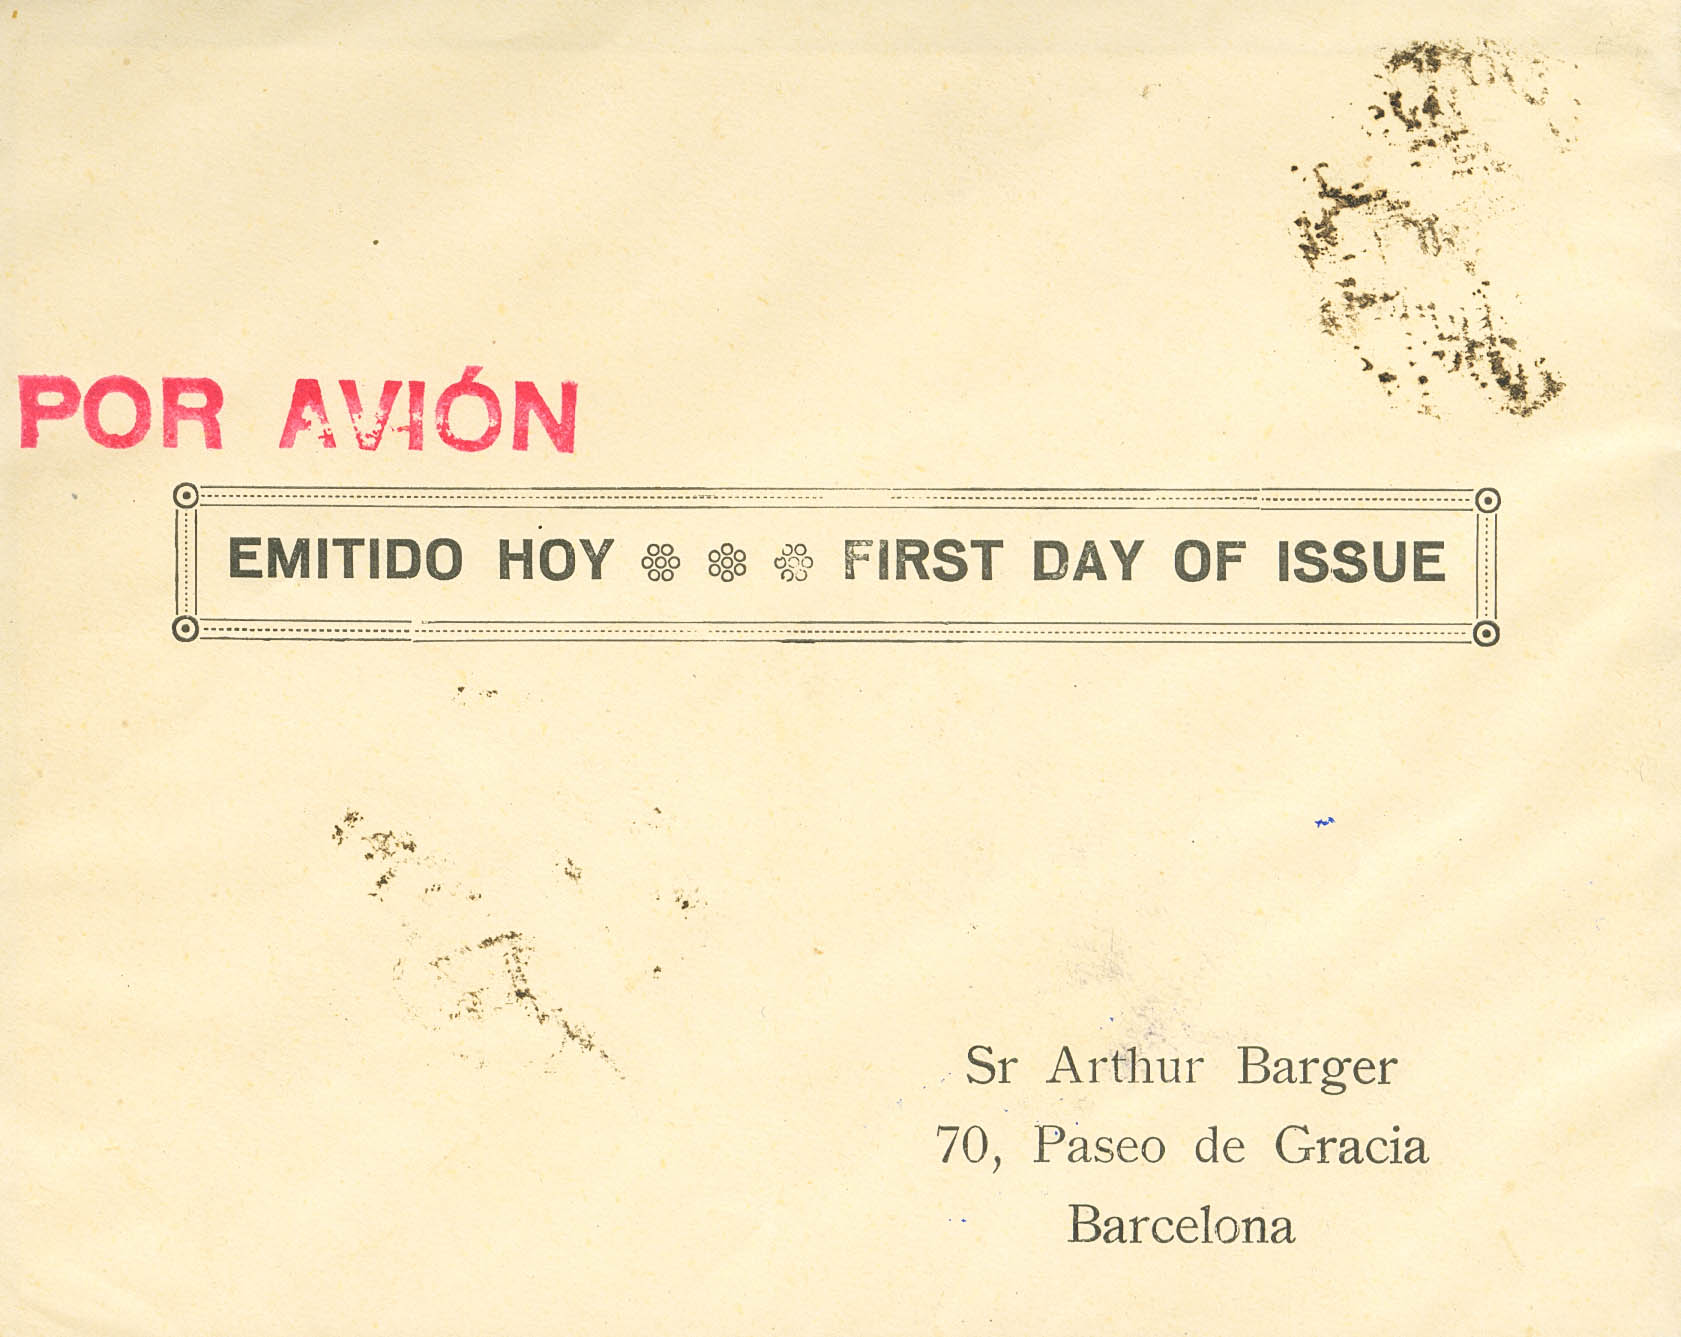 POR AVIÓN
EMITIDO HOY FIRST DAY OF ISSUE
Sr Arthur Barger
70, Paseo de Gracia
Barcelona